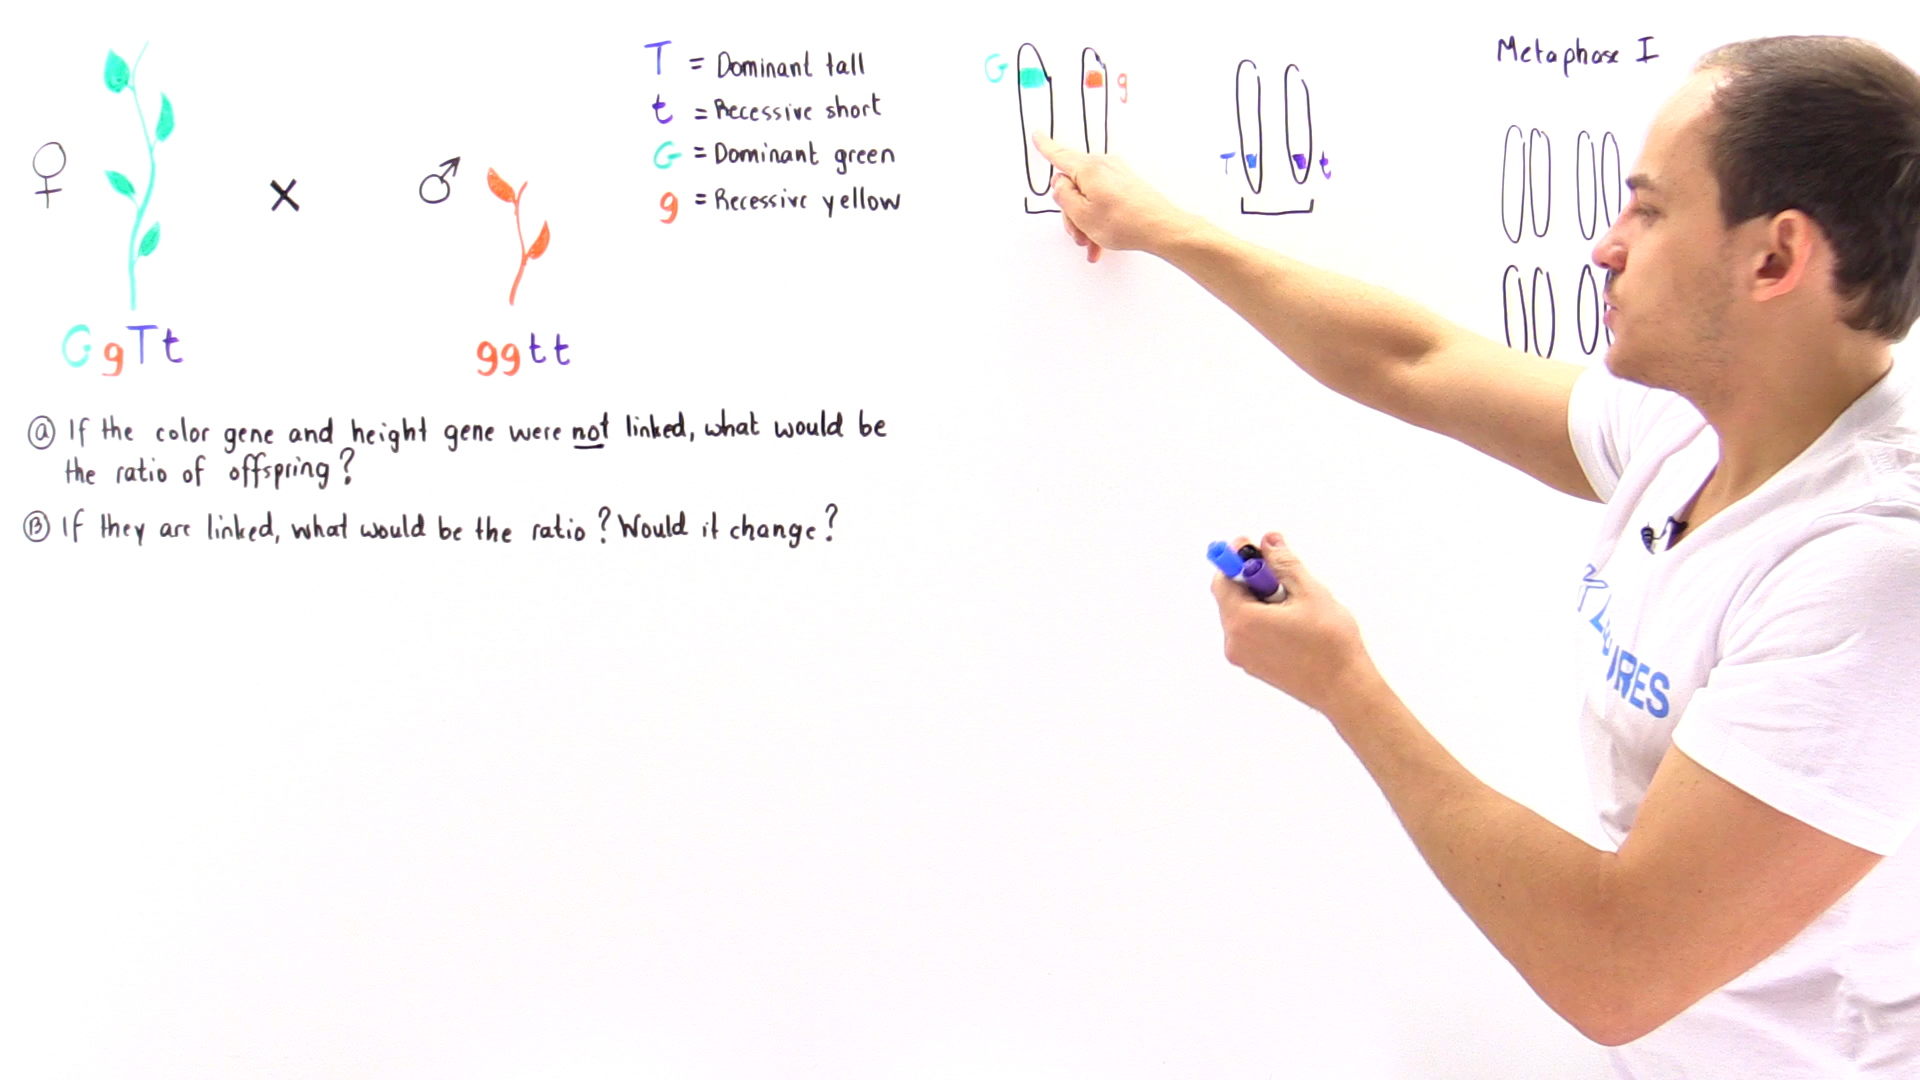 T = Dominant tall
t = Recessive short
G = Dominant green
g = Recessive yellow
GgTt
x
ggtt
G
g
T
t
Metaphase I
A If the color gene and height gene were not linked, what would be
the ratio of offspring?
B If they are linked, what would be the ratio? Would it change?